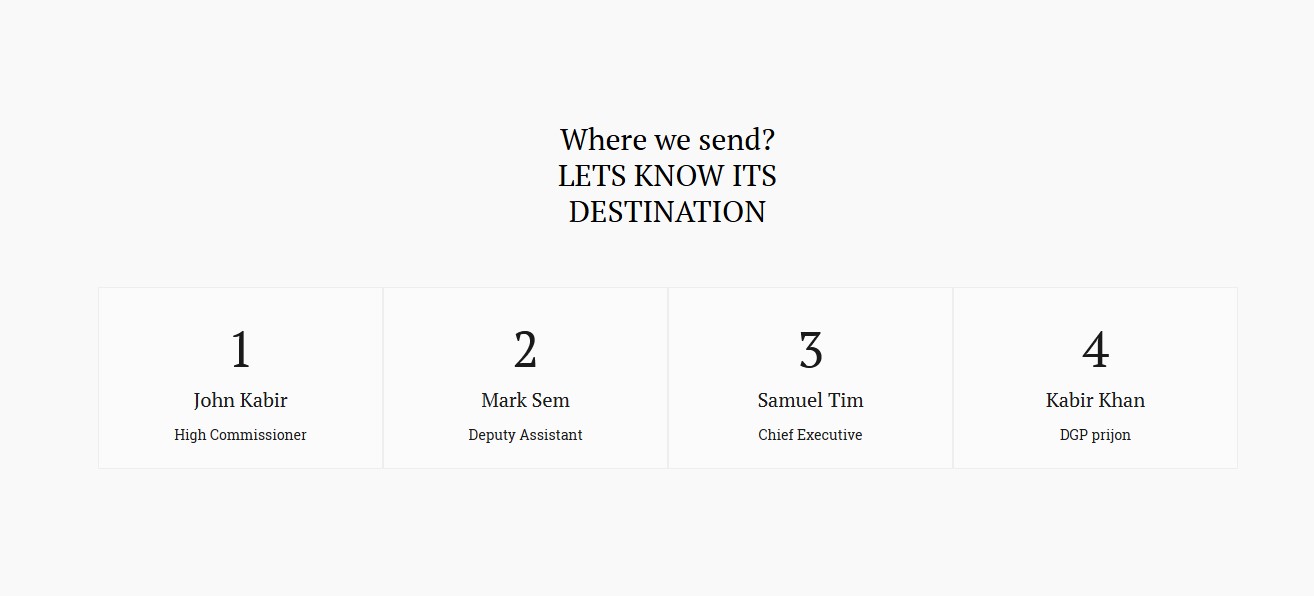 Where we send?
LETS KNOW ITS
DESTINATION
1
John Kabir
High Commissioner
2
Mark Sem
Deputy Assistant
3
Samuel Tim
Chief Executive
4
Kabir Khan
DGP prijon